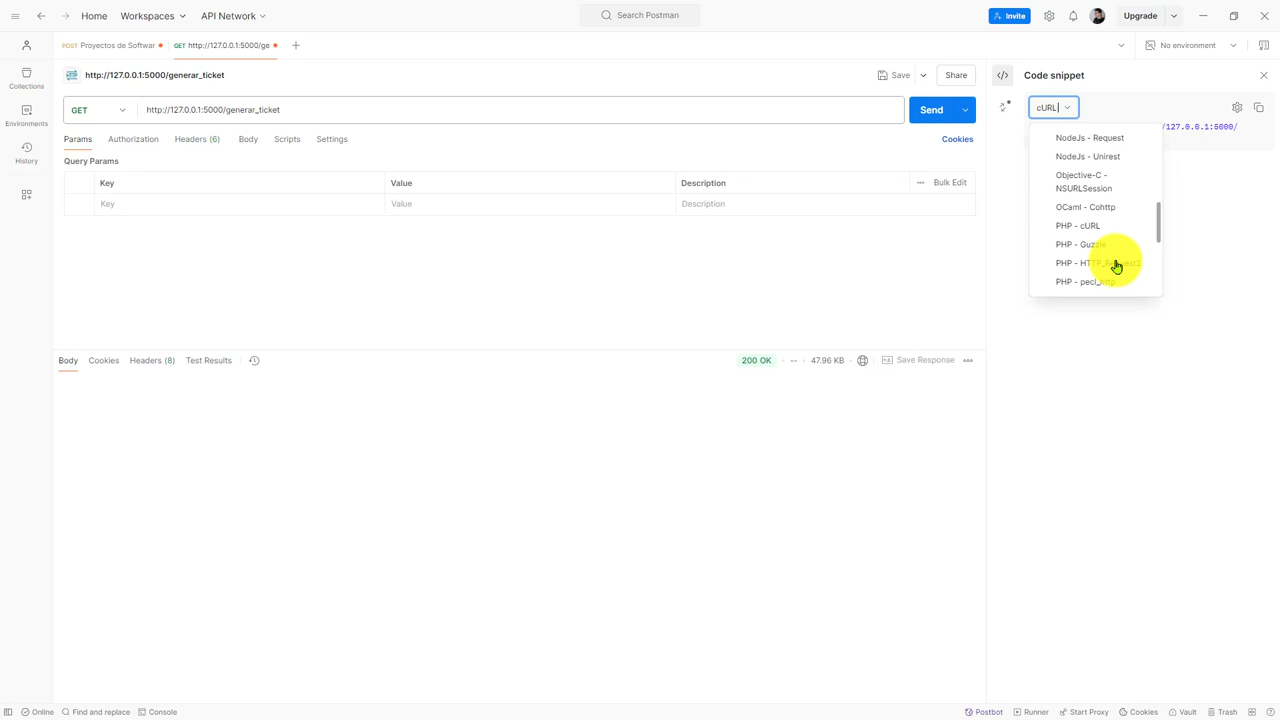 Home Workspaces API Network Search Postman Invite Upgrade
POST Proyectos de Softwar GET http://127.0.0.1:5000/ge No environment
http://127.0.0.1:5000/generar_ticket Save Share
Code snippet
Collections
GET http://127.0.0.1:5000/generar_ticket Send
cURL
/127.0.0.1:5000/
Environments
Params Authorization Headers (6) Body Scripts Settings Cookies
NodeJs - Request
History
Query Params
NodeJs - Unirest
Key Value Description Bulk Edit
Objective-C -
NSURLSession
Key Value Description
OCaml - Cohttp
PHP - cURL
PHP - Guzzle
PHP - HTTP_Request2
PHP - pecl_http
Body Cookies Headers (8) Test Results 200 OK -- 47.96 KB Save Response
Online Find and replace Console Postbot Runner Start Proxy Cookies Vault Trash